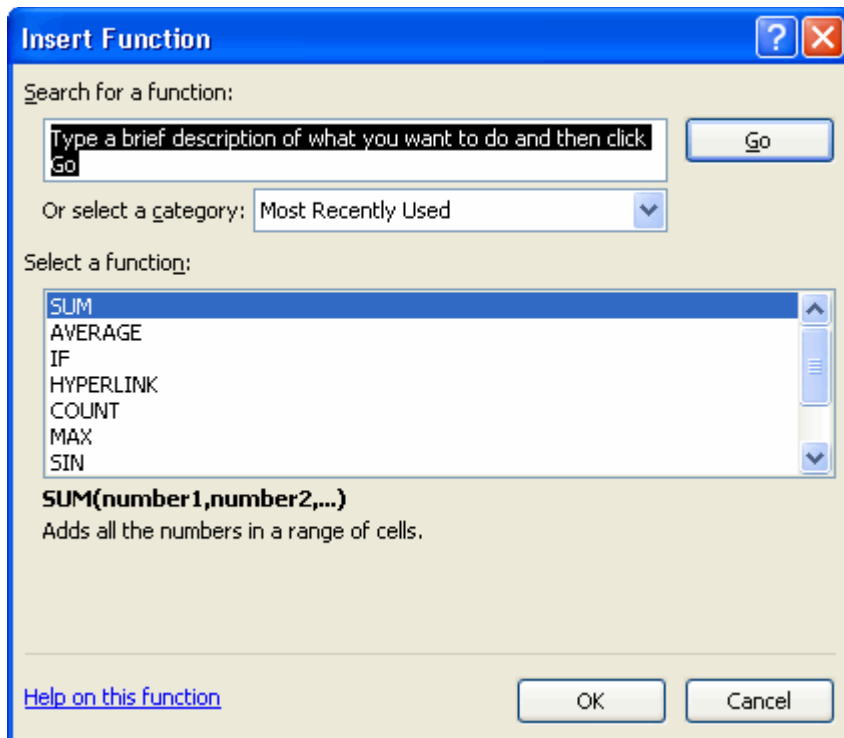 Insert Function
Search for a function:
Type a brief description of what you want to do and then click
Go
Go
Or select a category: Most Recently Used
Select a function:
SUM
AVERAGE
IF
HYPERLINK
COUNT
MAX
SIN
SUM(number1,number2,...)
Adds all the numbers in a range of cells.
Help on this function
OK
Cancel